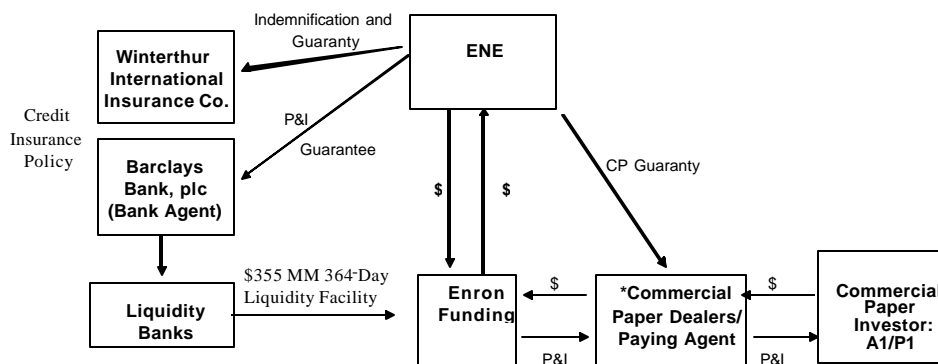 Indemnification and
Guaranty
ENE
Winterthur
International
Insurance Co.
Credit
Insurance
Policy
P&I
Guarantee
CP Guaranty
Barclays
Bank, plc
(Bank Agent)
$
$
$355 MM 364-Day
Liquidity Facility
Liquidity
Banks
Enron
Funding
$
P&I
*Commercial
Paper Dealers/
Paying Agent
$
P&I
Commercial
Paper
Investor:
A1/P1